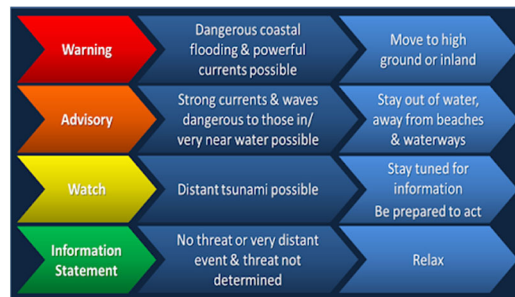 Warning
Dangerous coastal
flooding & powerful
currents possible
Move to high
ground or inland
Advisory
Strong currents & waves
dangerous to those in/
very near water possible
Stay out of water,
away from beaches
& waterways
Watch
Distant tsunami possible
Stay tuned for
information
Be prepared to act
Information
Statement
No threat or very distant
event & threat not
determined
Relax